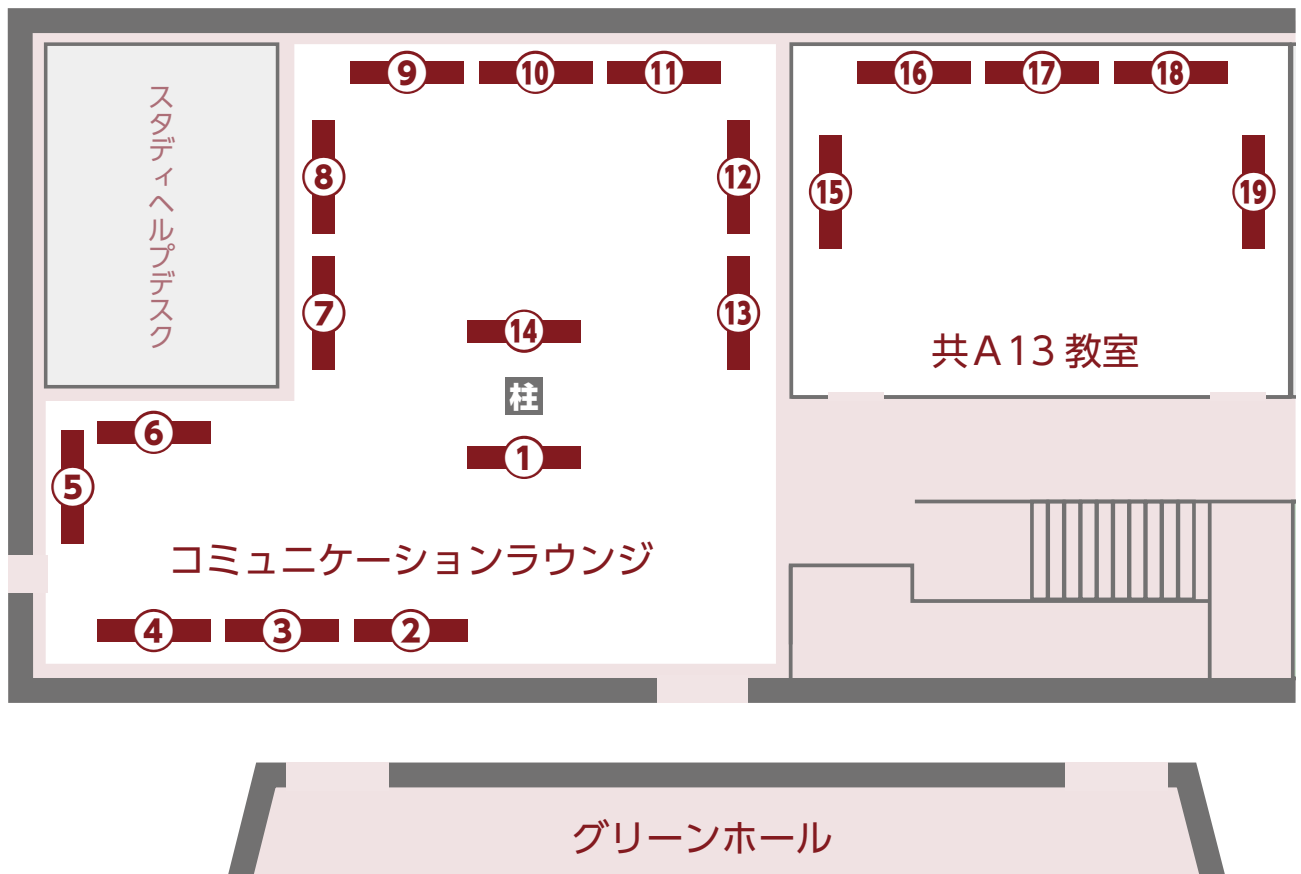 スタディヘルプデスク
⑨ ⑩ ⑪
⑧ ⑫
⑦ ⑬
⑭
柱
①
⑥
⑤
コミュニケーションラウンジ
④ ③ ②
⑯ ⑰ ⑱
⑮ ⑲
共A13教室
グリーンホール